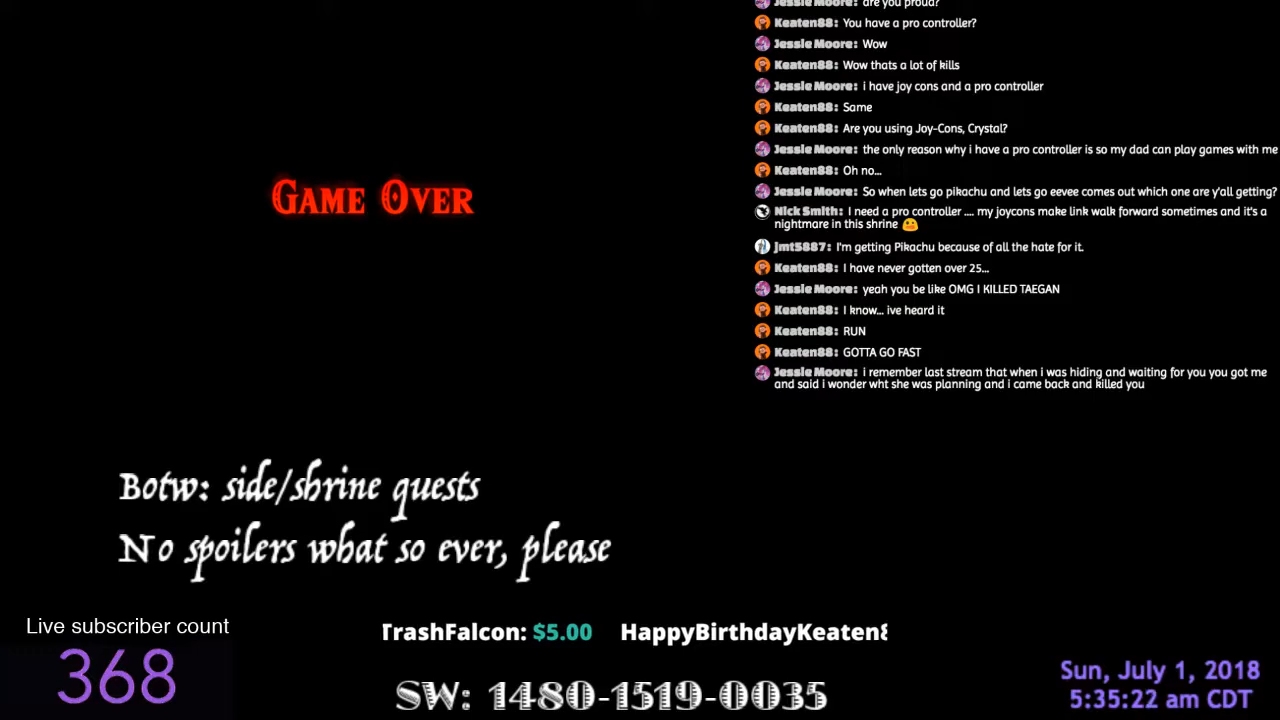 Jessie Moore: are you proud?
Keaten88: You have a pro controller?
Jessie Moore: Wow
Keaten88: Wow thats a lot of kills
Jessie Moore: i have joy cons and a pro controller
Keaten88: Same
Keaten88: Are you using Joy-Cons, Crystal?
Jessie Moore: the only reason why i have a pro controller is so my dad can play games with me
Keaten88: Oh no...
Jessie Moore: So when lets go pikachu and lets go eevee comes out which one are y'all getting?
Nick Smith: I need a pro controller .... my joycons make link walk forward sometimes and it's a
nightmare in this shrine
jmt5887: I'm getting Pikachu because of all the hate for it.
Keaten88: I have never gotten over 25...
Jessie Moore: yeah you be like OMG I KILLED TAEGAN
Keaten88: I know... ive heard it
Keaten88: RUN
Keaten88: GOTTA GO FAST
Jessie Moore: i remember last stream that when i was hiding and waiting for you you got me
and said i wonder wht she was planning and i came back and killed you
GAME OVER
Botw: side/shrine quests
No spoilers what so ever, please
Live subscriber count
368
TrashFalcon: $5.00 HappyBirthdayKeaten8
SW: 1480-1519-0035
Sun, July 1, 2018
5:35:22 am CDT